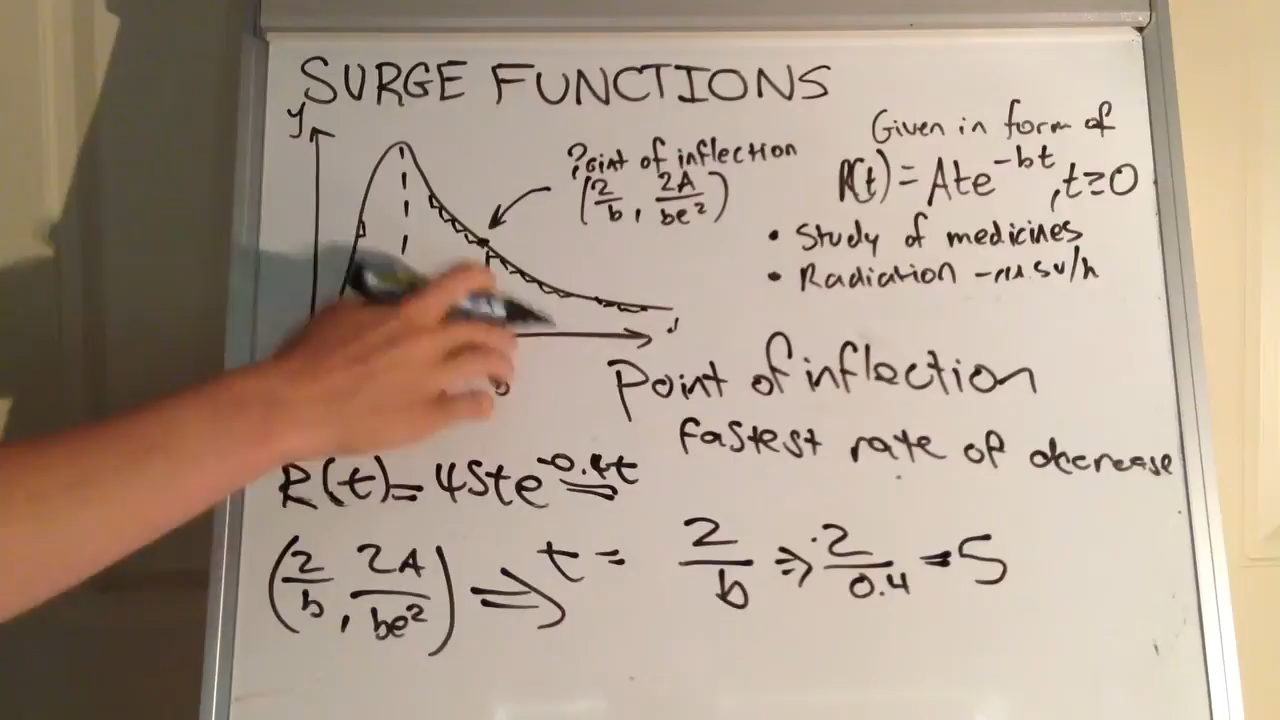 SURGE FUNCTIONS
y
Point of inflection
(2/b, 2A/be²)
Given in form of
R(t) = Ate^-bt, t≥0
• Study of medicines
• Radiation
Point of inflection
fastest rate of decrease
R(t) = 45te^-0.4t
(2/b, 2A/be²) ⇒ t = 2/b ⇒ 2/0.4 = 5